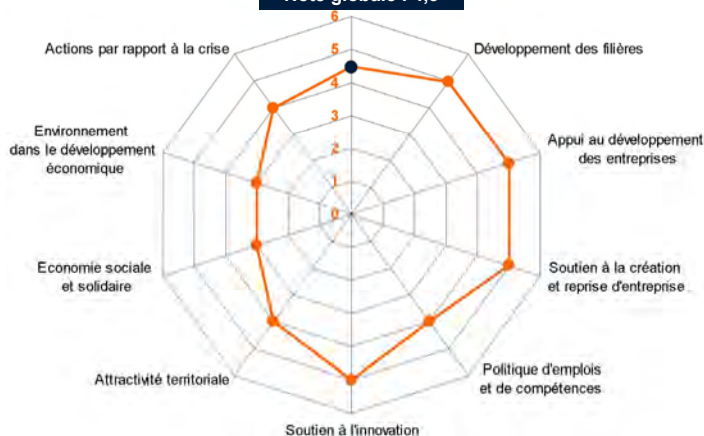 6
Actions par rapport à la crise
Développement des filières
5
4
Environnement
dans le développement
économique
Appui au développement
des entreprises
3
2
1
0
Economie sociale
et solidaire
Soutien à la création
et reprise d'entreprise
Attractivité territoriale
Politique d'emplois
et de compétences
Soutien à l'innovation